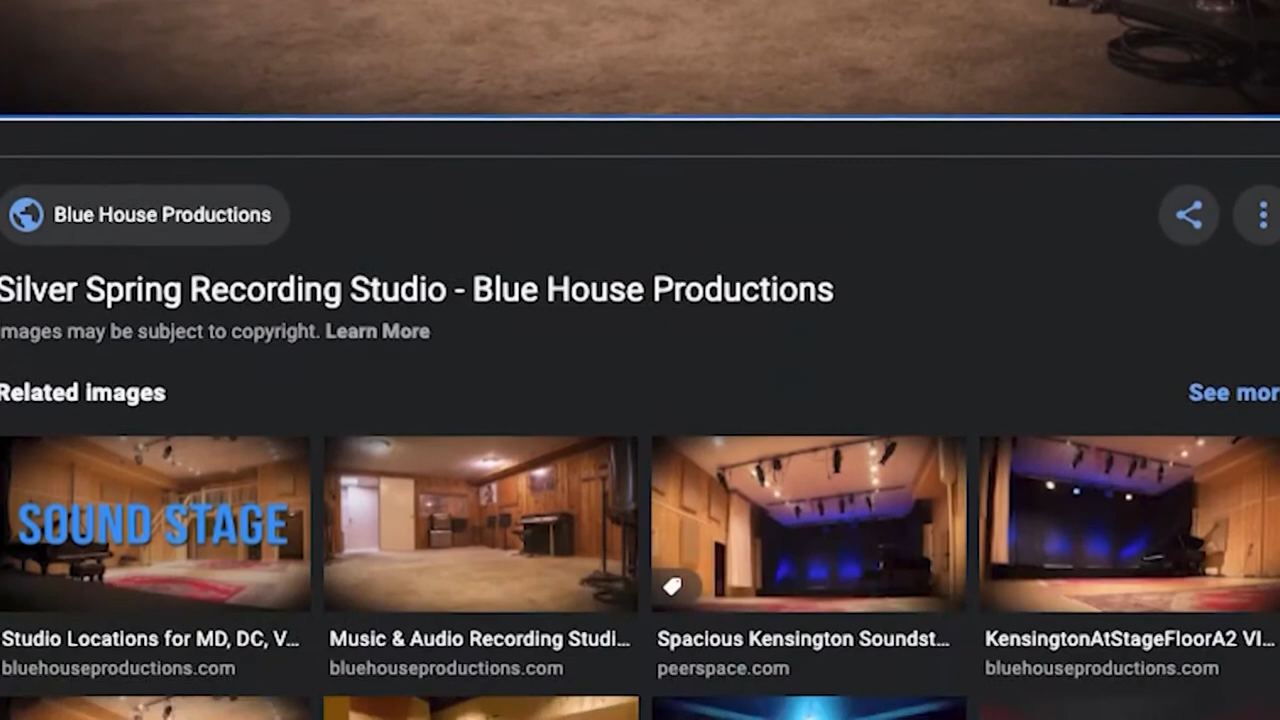 Blue House Productions
Silver Spring Recording Studio - Blue House Productions
mages may be subject to copyright. Learn More
Related images
See mor
SOUND STAGE
Studio Locations for MD, DC, V...
Music & Audio Recording Studi...
Spacious Kensington Soundst...
KensingtonAtStageFloorA2 VI...
bluehouseproductions.com
bluehouseproductions.com
peerspace.com
bluehouseproductions.com